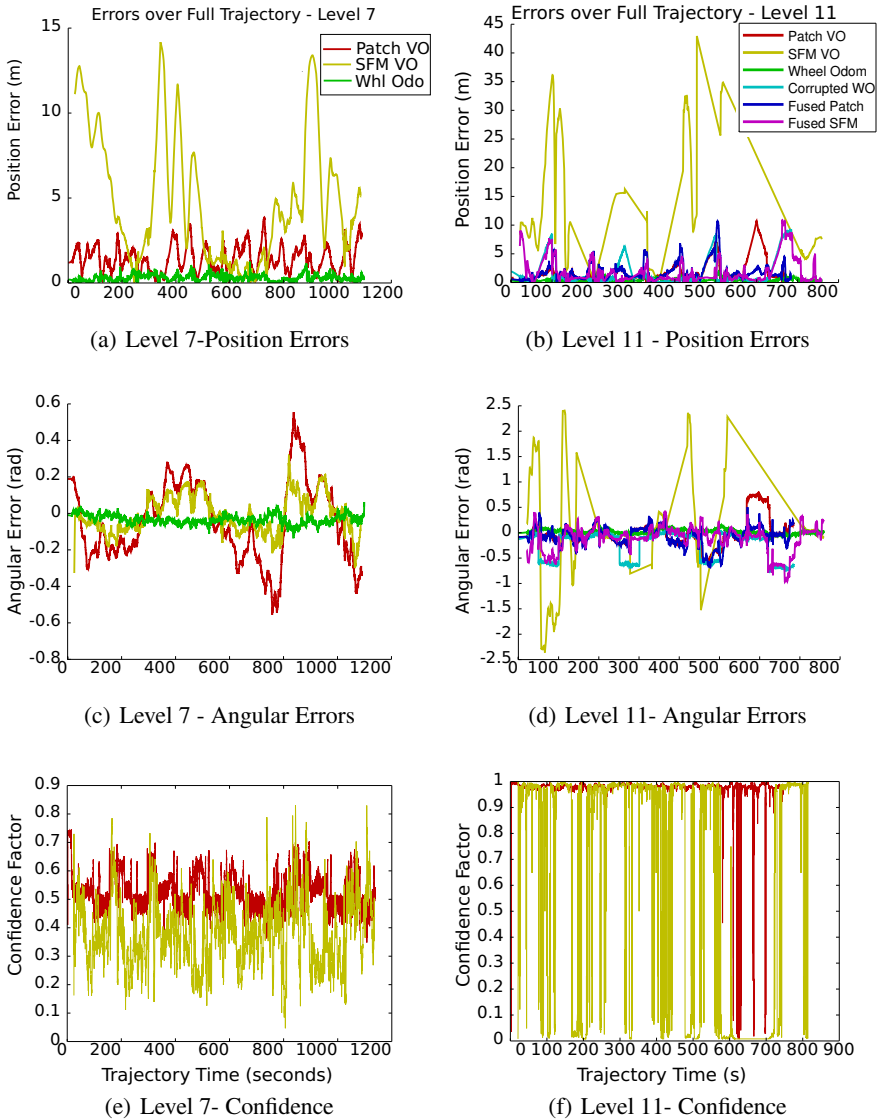 Errors over Full Trajectory - Level 7
Position Error (m)
15
10
5
0
Patch VO
SFM VO
Whl Odo
0 200 400 600 800 1000 1200
(a) Level 7-Position Errors
Errors over Full Trajectory - Level 11
Position Error (m)
45
40
35
30
25
20
15
10
5
0
Patch VO
SFM VO
Wheel Odom
Corrupted WO
Fused Patch
Fused SFM
0 100 200 300 400 500 600 700 800
(b) Level 11 - Position Errors
Angular Error (rad)
0.6
0.4
0.2
0
-0.2
-0.4
-0.6
-0.8
0 200 400 600 800 1000 1200
(c) Level 7 - Angular Errors
Angular Error (rad)
2.5
2
1.5
1
0.5
0
-0.5
-1
-1.5
-2
-2.5
0 100 200 300 400 500 600 700 800
(d) Level 11- Angular Errors
Confidence Factor
0.9
0.8
0.7
0.6
0.5
0.4
0.3
0.2
0.1
0
0 200 400 600 800 1000 1200
Trajectory Time (seconds)
(e) Level 7- Confidence
Confidence Factor
1
0.9
0.8
0.7
0.6
0.5
0.4
0.3
0.2
0.1
0
0 100 200 300 400 500 600 700 800 900
Trajectory Time (s)
(f) Level 11- Confidence